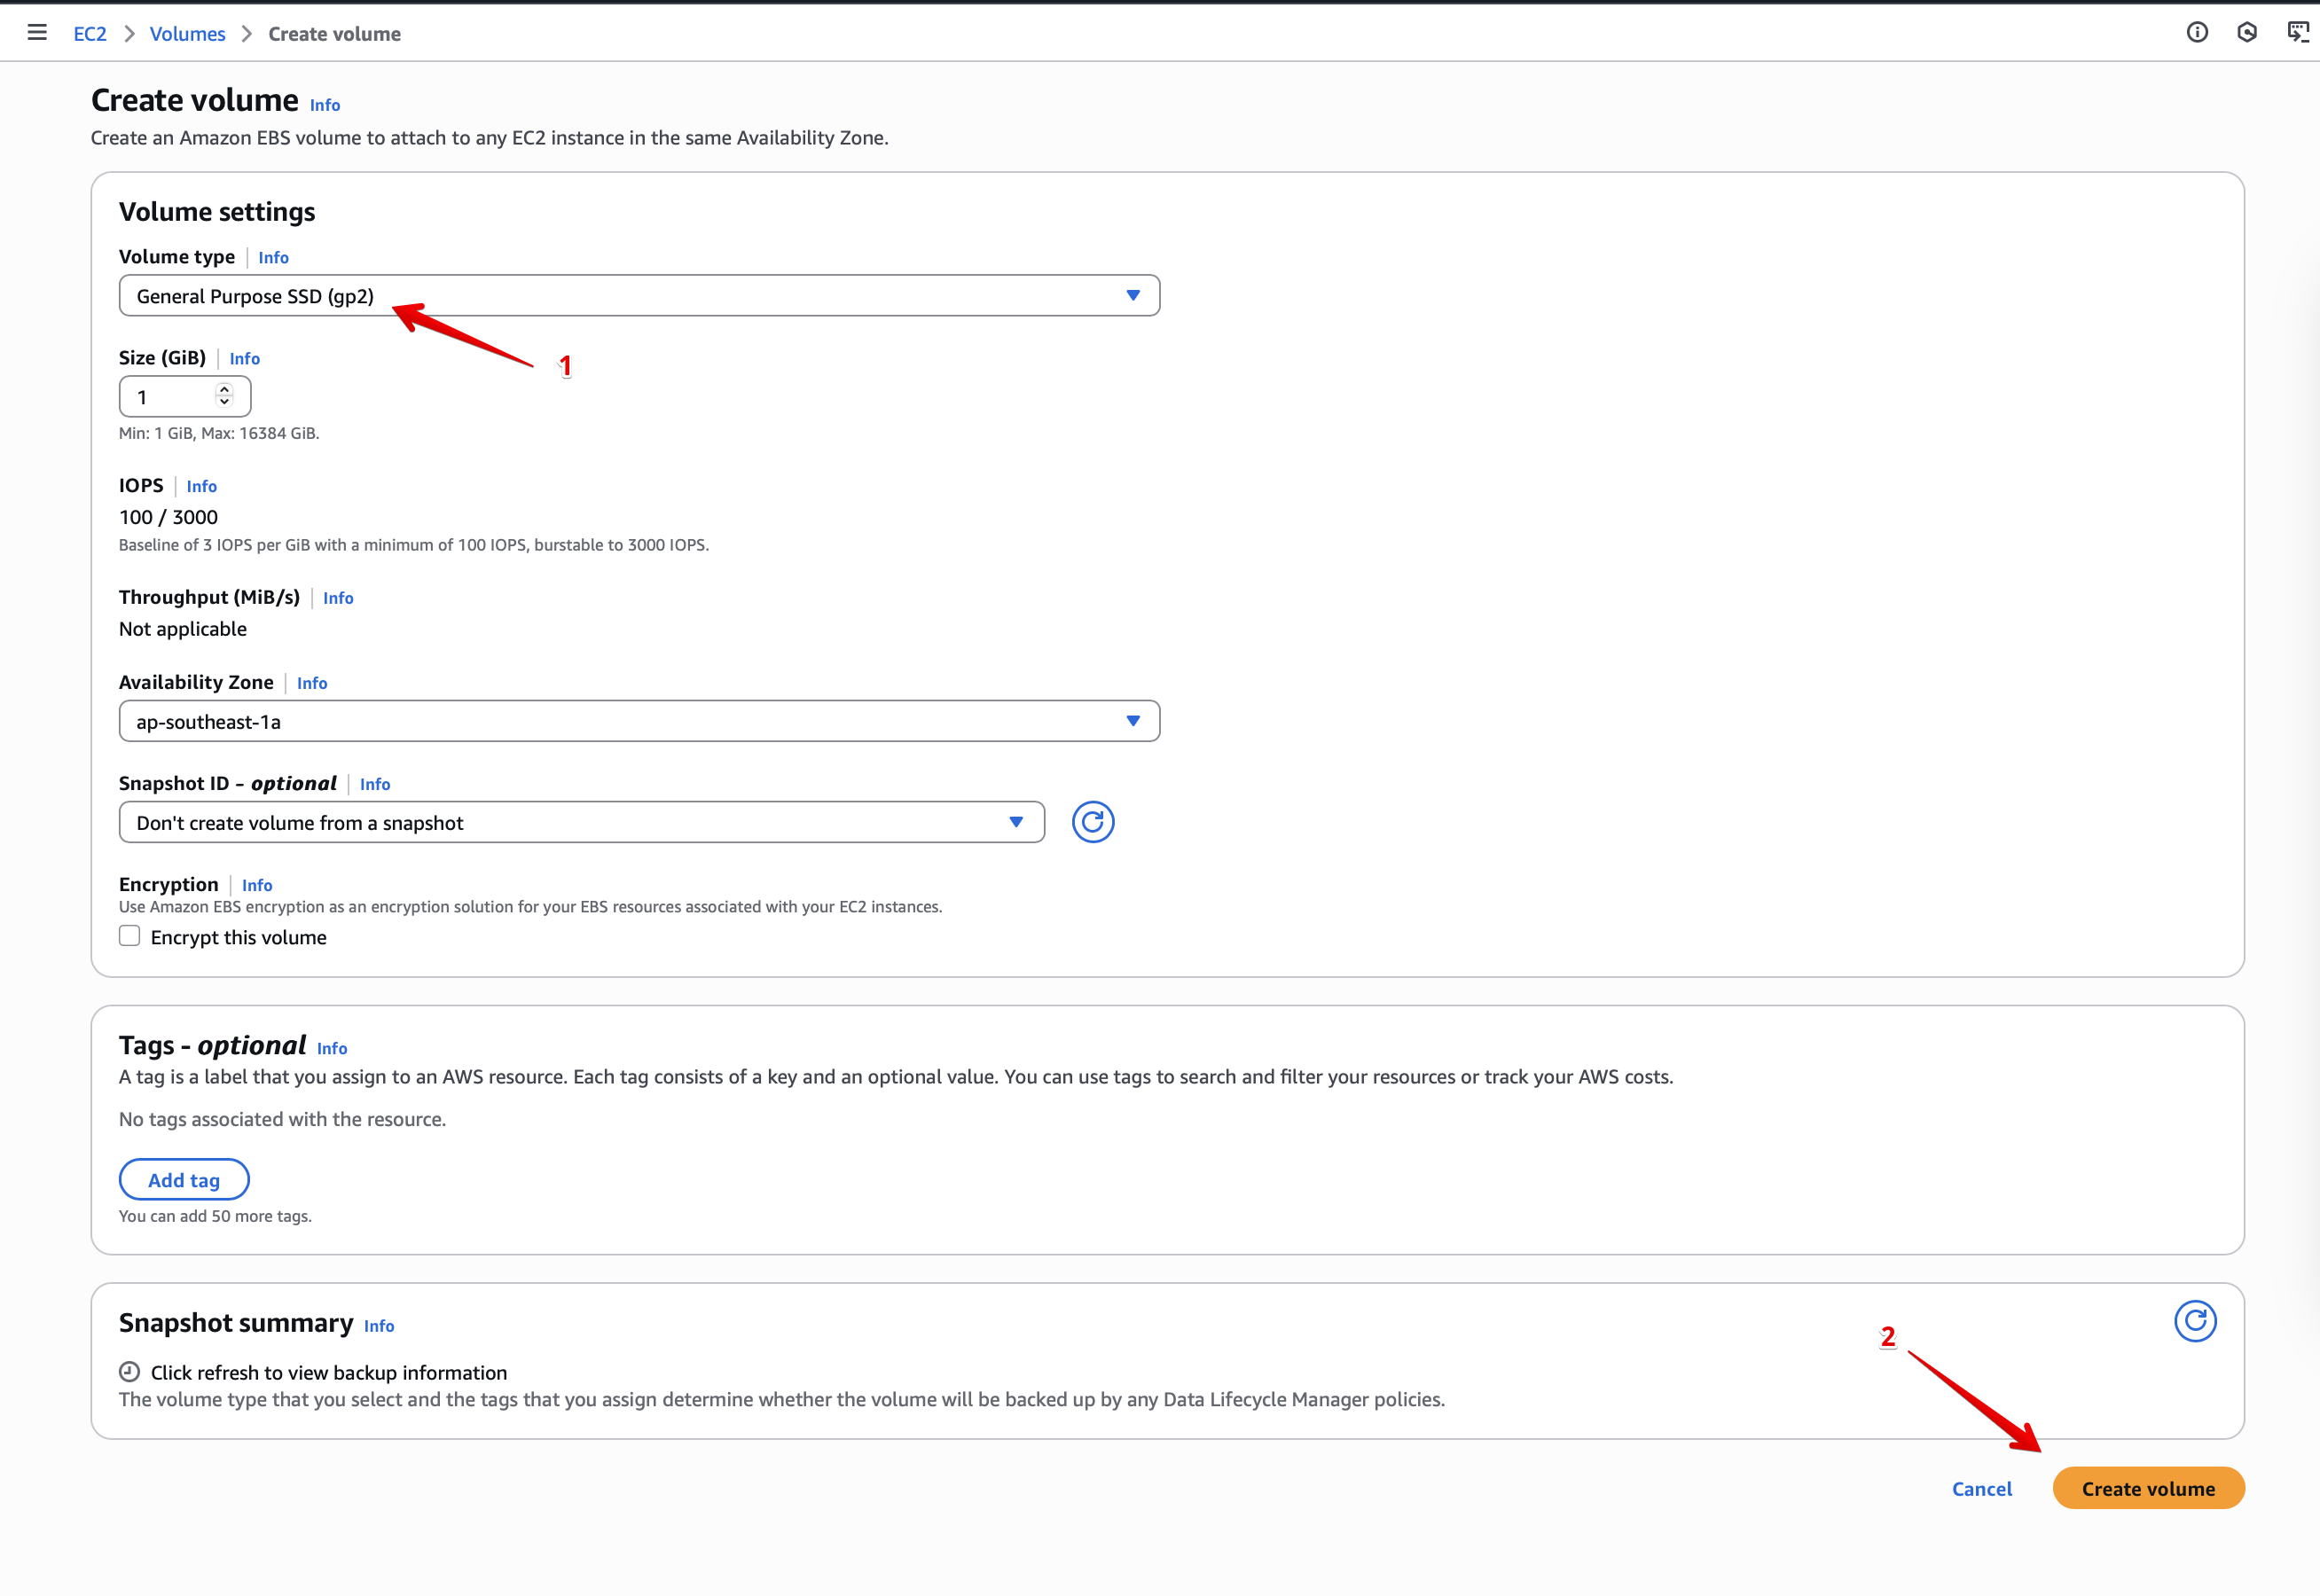 EC2 > Volumes > Create volume
Create volume Info
Create an Amazon EBS volume to attach to any EC2 instance in the same Availability Zone.
Volume settings
Volume type | Info
General Purpose SSD (gp2)
1
Size (GiB) | Info
1
Min: 1 GiB, Max: 16384 GiB.
IOPS | Info
100 / 3000
Baseline of 3 IOPS per GiB with a minimum of 100 IOPS, burstable to 3000 IOPS.
Throughput (MiB/s) | Info
Not applicable
Availability Zone | Info
ap-southeast-1a
Snapshot ID - optional | Info
Don't create volume from a snapshot
Encryption | Info
Use Amazon EBS encryption as an encryption solution for your EBS resources associated with your EC2 instances.
Encrypt this volume
Tags - optional Info
A tag is a label that you assign to an AWS resource. Each tag consists of a key and an optional value. You can use tags to search and filter your resources or track your AWS costs.
No tags associated with the resource.
Add tag
You can add 50 more tags.
Snapshot summary Info
2
Click refresh to view backup information
The volume type that you select and the tags that you assign determine whether the volume will be backed up by any Data Lifecycle Manager policies.
Cancel Create volume